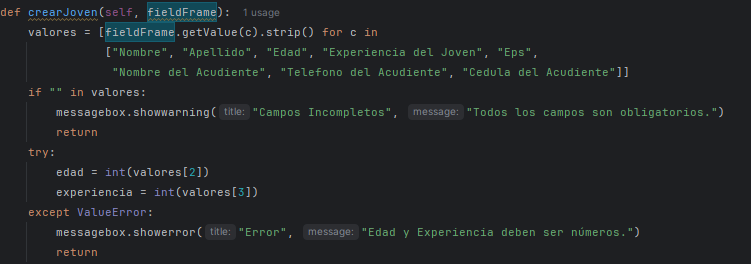 def crearJoven(self, fieldFrame): 1 usage
    valores = [fieldFrame.getValue(c).strip() for c in
               ["Nombre", "Apellido", "Edad", "Experiencia del Joven", "Eps",
                "Nombre del Acudiente", "Telefono del Acudiente", "Cedula del Acudiente"]]
    if "" in valores:
        messagebox.showwarning( title: "Campos Incompletos", message: "Todos los campos son obligatorios.")
        return
    try:
        edad = int(valores[2])
        experiencia = int(valores[3])
    except ValueError:
        messagebox.showerror( title: "Error", message: "Edad y Experiencia deben ser números.")
        return